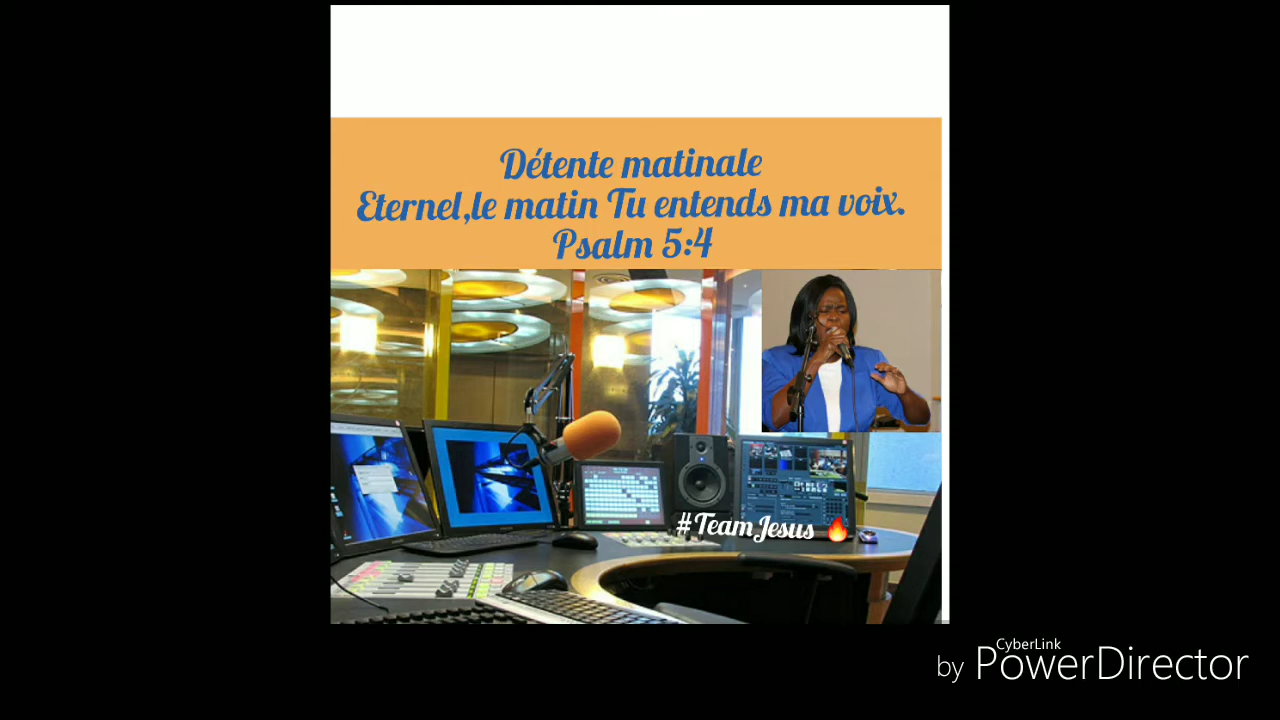 Détente matinale
Eternel,le matin Tu entends ma voix.
Psalm 5:4
#TeamJesus 🔥
CyberLink
by PowerDirector